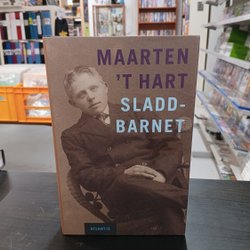 MAARTEN
'T HART
SLADD-
BARNET
ATLANTIS